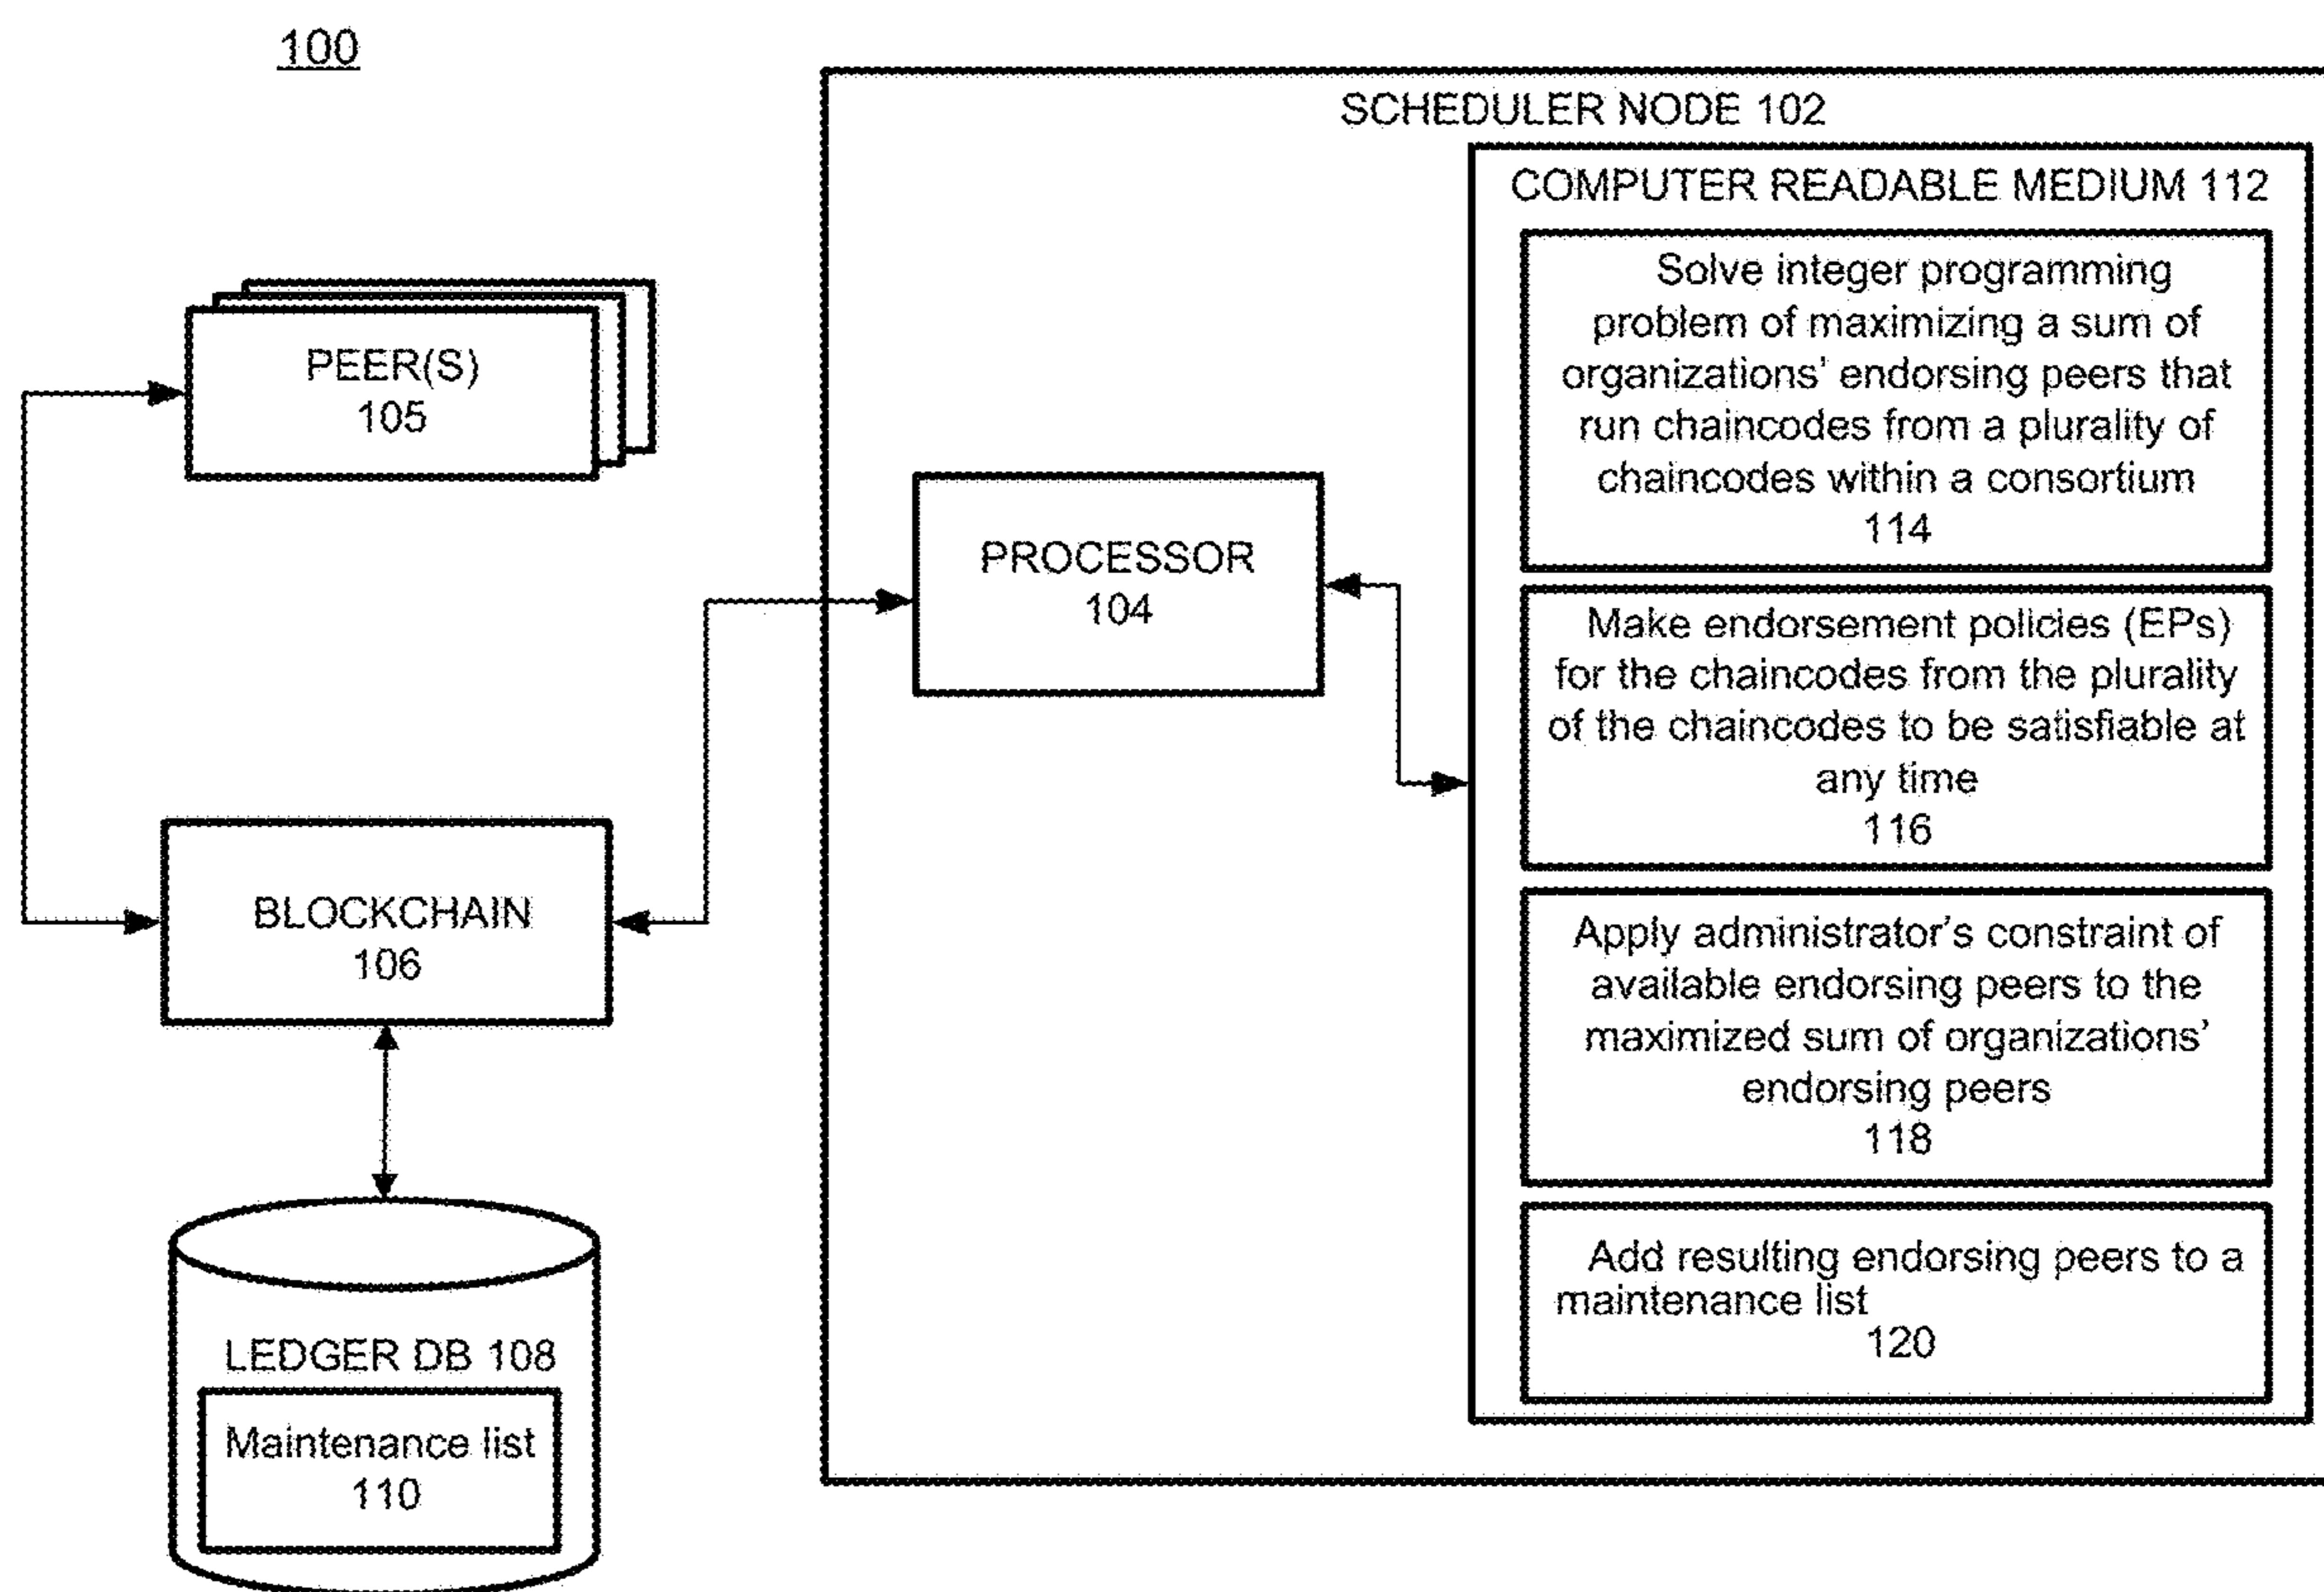 100
SCHEDULER NODE 102
COMPUTER READABLE MEDIUM 112
Solve integer programming
problem of maximizing a sum of
organizations' endorsing peers that
run chaincodes from a plurality of
chaincodes within a consortium
114
Make endorsement policies (EPs)
for the chaincodes from the plurality
of the chaincodes to be satisfiable at
any time
116
Apply administrator's constraint of
available endorsing peers to the
maximized sum of organizations'
endorsing peers
118
Add resulting endorsing peers to a
maintenance list
120
PEER(S)
105
PROCESSOR
104
BLOCKCHAIN
106
LEDGER DB 108
Maintenance list
110